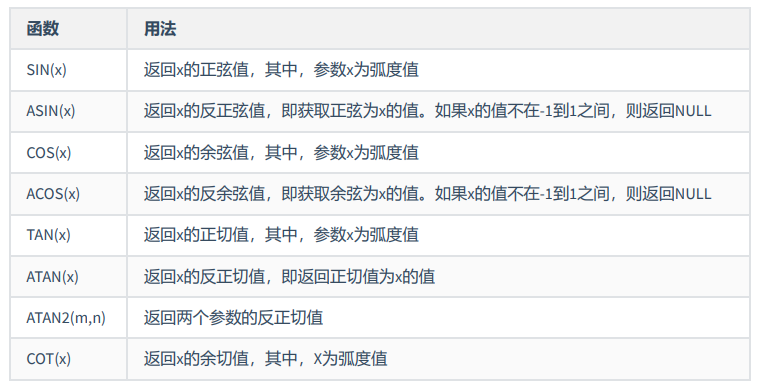 函数 用法
SIN(x) 返回x的正弦值，其中，参数x为弧度值
ASIN(x) 返回x的反正弦值，即获取正弦为x的值。如果x的值不在-1到1之间，则返回NULL
COS(x) 返回x的余弦值，其中，参数x为弧度值
ACOS(x) 返回x的反余弦值，即获取余弦为x的值。如果x的值不在-1到1之间，则返回NULL
TAN(x) 返回x的正切值，其中，参数x为弧度值
ATAN(x) 返回x的反正切值，即返回正切值为x的值
ATAN2(m,n) 返回两个参数的反正切值
COT(x) 返回x的余切值，其中，X为弧度值